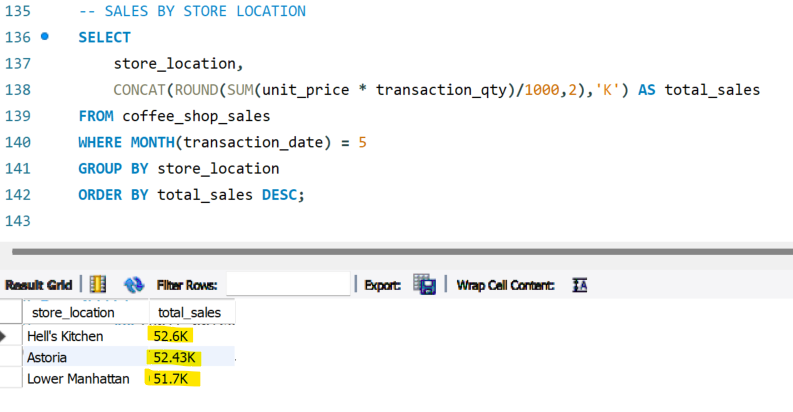 135 -- SALES BY STORE LOCATION
136 SELECT
137 store_location,
138 CONCAT(ROUND(SUM(unit_price * transaction_qty)/1000,2),'K') AS total_sales
139 FROM coffee_shop_sales
140 WHERE MONTH(transaction_date) = 5
141 GROUP BY store_location
142 ORDER BY total_sales DESC;
143
Result Grid Filter Rows: Export: Wrap Cell Content: IA
store_location total_sales
Hell's Kitchen 52.6K
Astoria 52.43K
Lower Manhattan 51.7K